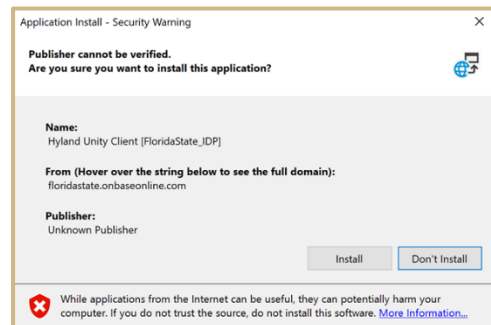 Application Install - Security Warning
Publisher cannot be verified.
Are you sure you want to install this application?
Name:
Hyland Unity Client [FloridaState_IDP]
From (Hover over the string below to see the full domain):
floridastate.onbaseonline.com
Publisher:
Unknown Publisher
Install Don't Install
While applications from the Internet can be useful, they can potentially harm your
computer. If you do not trust the source, do not install this software. More Information...